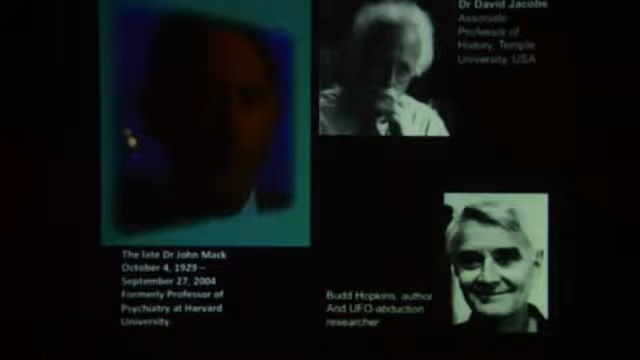 Dr David Jacobs
Associate
Professor of
History, Temple
University, USA
The late Dr John Mack
October 4, 1929 –
September 27, 2004
Formerly Professor of
Psychiatry at Harvard
University.
Budd Hopkins, author
And UFO-abduction
researcher